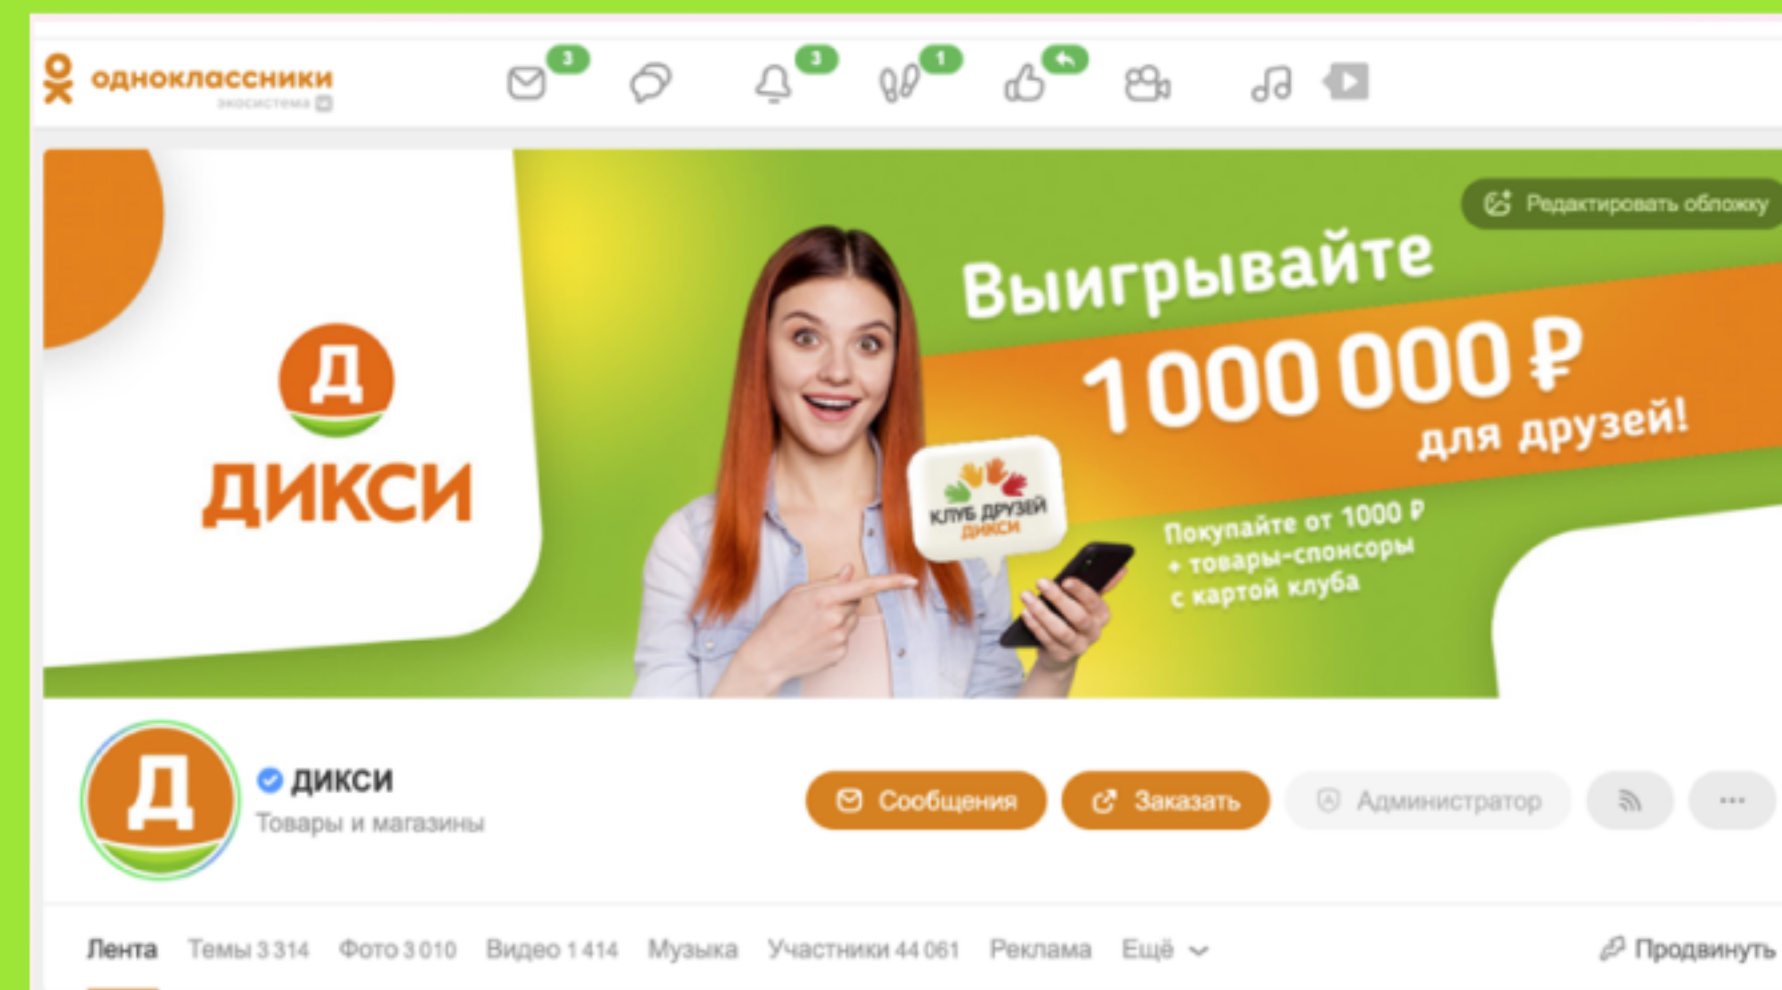 одноклассники
экосистема
3
3
1
Редактировать обложку
Выигрывайте
1 000 000 ₽
для друзей!
Покупайте от 1000 ₽
+ товары-спонсоры
с картой клуба
КЛУБ ДРУЗЕЙ
ДИКСИ
Д
ДИКСИ
Д
ДИКСИ
Товары и магазины
Сообщения
Заказать
Администратор
Лента Темы 3 314 Фото 3 010 Видео 1 414 Музыка Участники 44 061 Реклама Ещё
Продвинуть